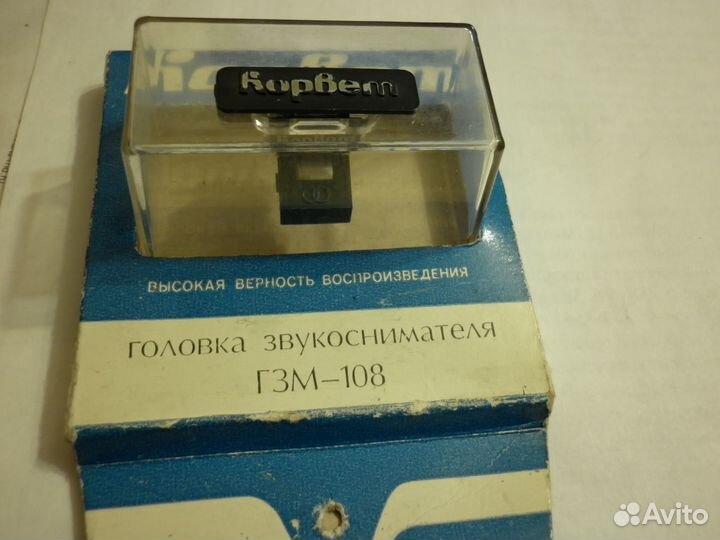 Корвет
ВЫСОКАЯ ВЕРНОСТЬ ВОСПРОИЗВЕДЕНИЯ
ГОЛОВКА ЗВУКОСНИМАТЕЛЯ
ГЗМ-108
Avito